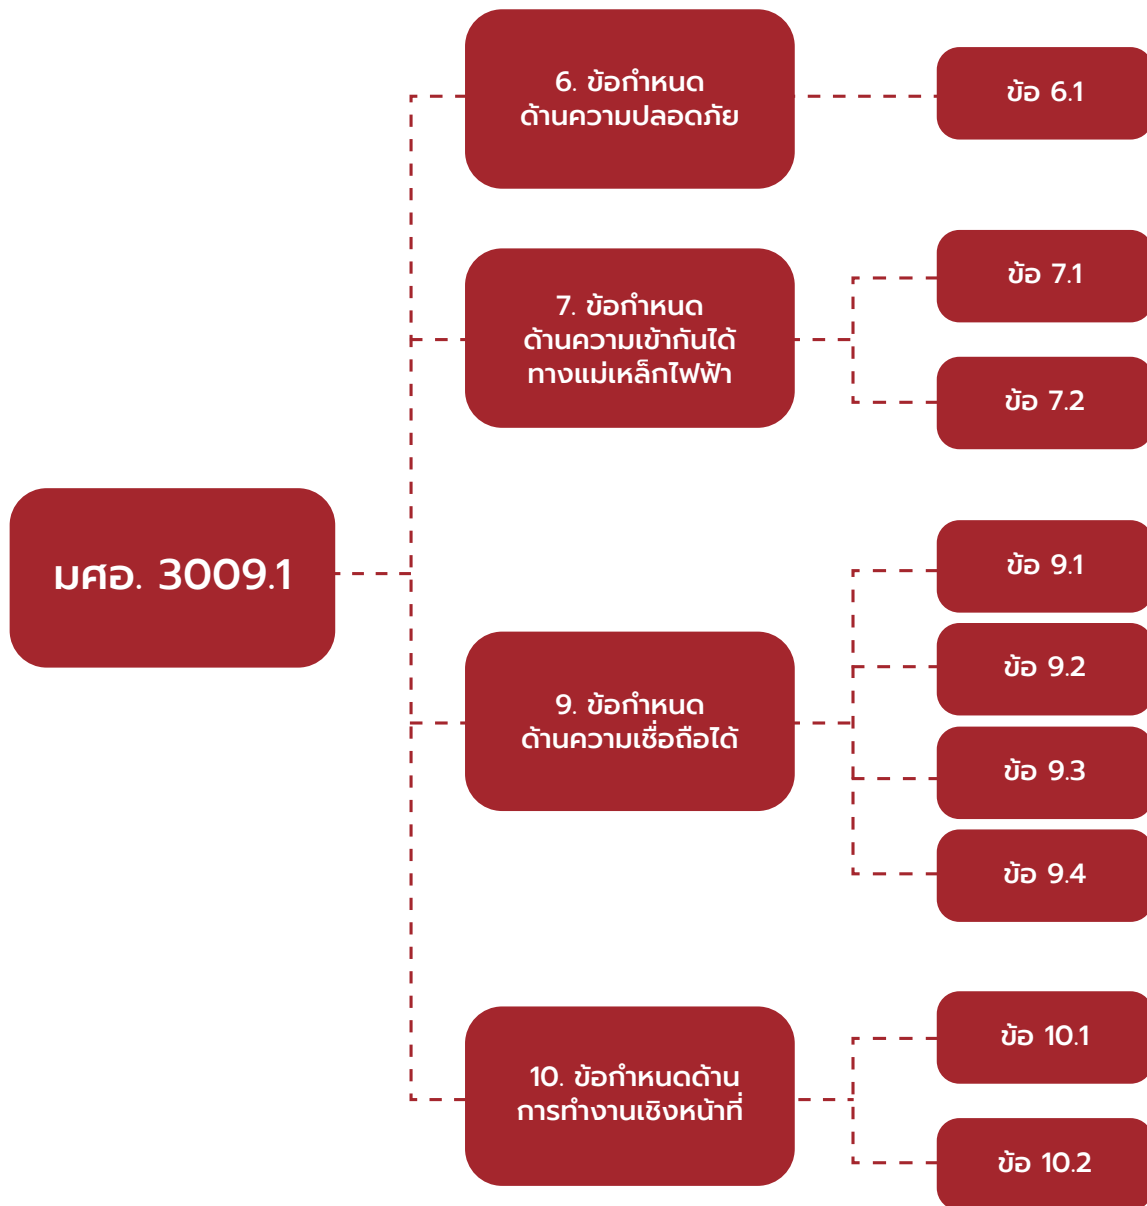 มศอ. 3009.1
6. ข้อกำหนด
ด้านความปลอดภัย
ข้อ 6.1
7. ข้อกำหนด
ด้านความเข้ากันได้
ทางแม่เหล็กไฟฟ้า
ข้อ 7.1
ข้อ 7.2
9. ข้อกำหนด
ด้านความเชื่อถือได้
ข้อ 9.1
ข้อ 9.2
ข้อ 9.3
ข้อ 9.4
10. ข้อกำหนดด้าน
การทำงานเชิงหน้าที่
ข้อ 10.1
ข้อ 10.2